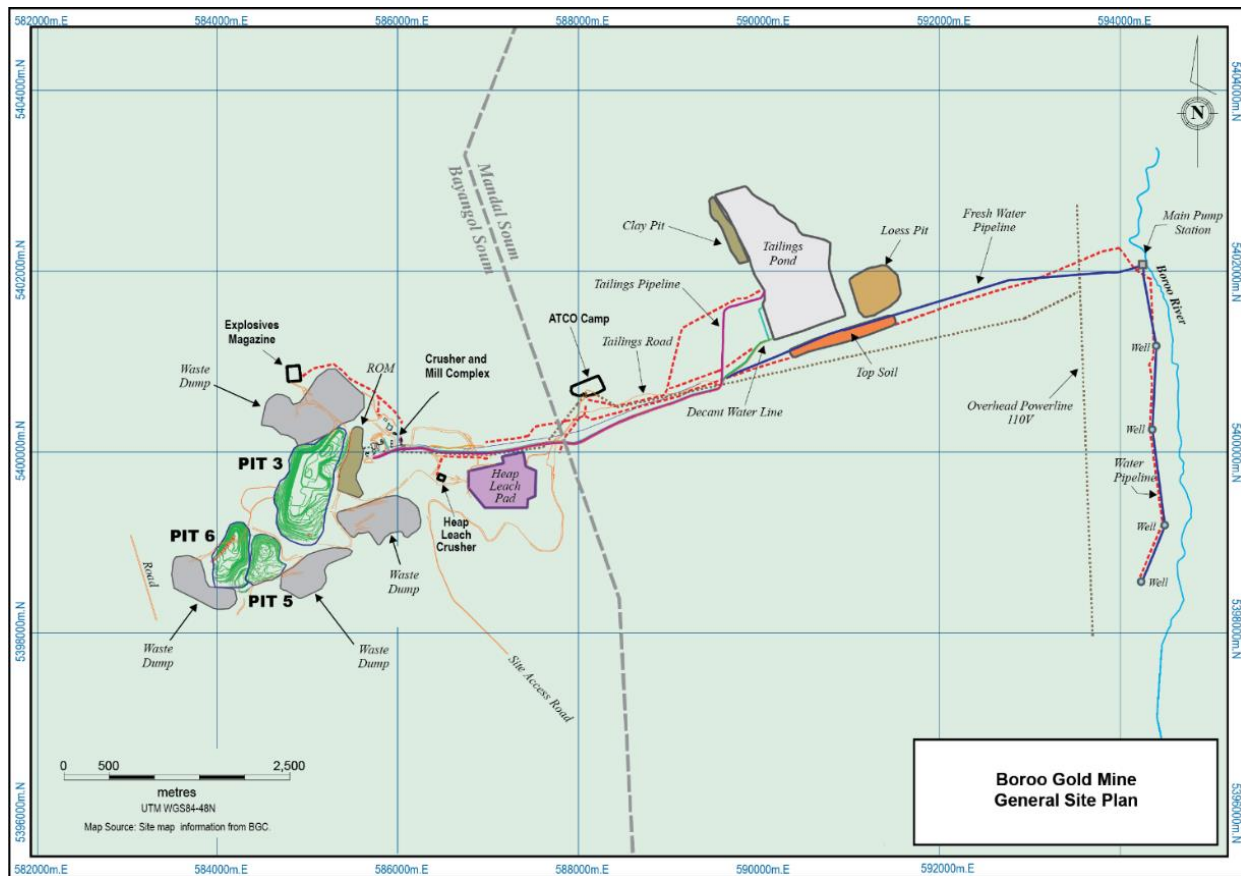 582000m.E
584000m.E
586000m.E
588000m.E
590000m.E
592000m.E
594000m.E
5404000m.N
5404000m.N
N
Mandal Soum
Bayangol Soum
Clay Pit
Tailings
Pond
Loess Pit
Fresh Water
Pipeline
Main Pump
Station
5402000m.N
5402000m.N
Boroo River
Tailings Pipeline
Explosives
Magazine
ATCO Camp
Tailings Road
Crusher and
Mill Complex
ROM
Waste
Dump
Well
Top Soil
Decant Water Line
Overhead Powerline
110V
Well
5400000m.N
5400000m.N
PIT 3
Heap
Leach
Pad
Water
Pipeline
Heap
Leach
Crusher
PIT 6
Well
Waste
Dump
Road
Well
PIT 5
Waste
Dump
Waste
Dump
5398000m.N
5398000m.N
Site Access Road
0 500 2,500
metres
UTM WGS84-48N
Map Source: Site map information from BGC.
Boroo Gold Mine
General Site Plan
5396000m.N
5396000m.N
582000m.E
584000m.E
586000m.E
588000m.E
590000m.E
592000m.E
594000m.E